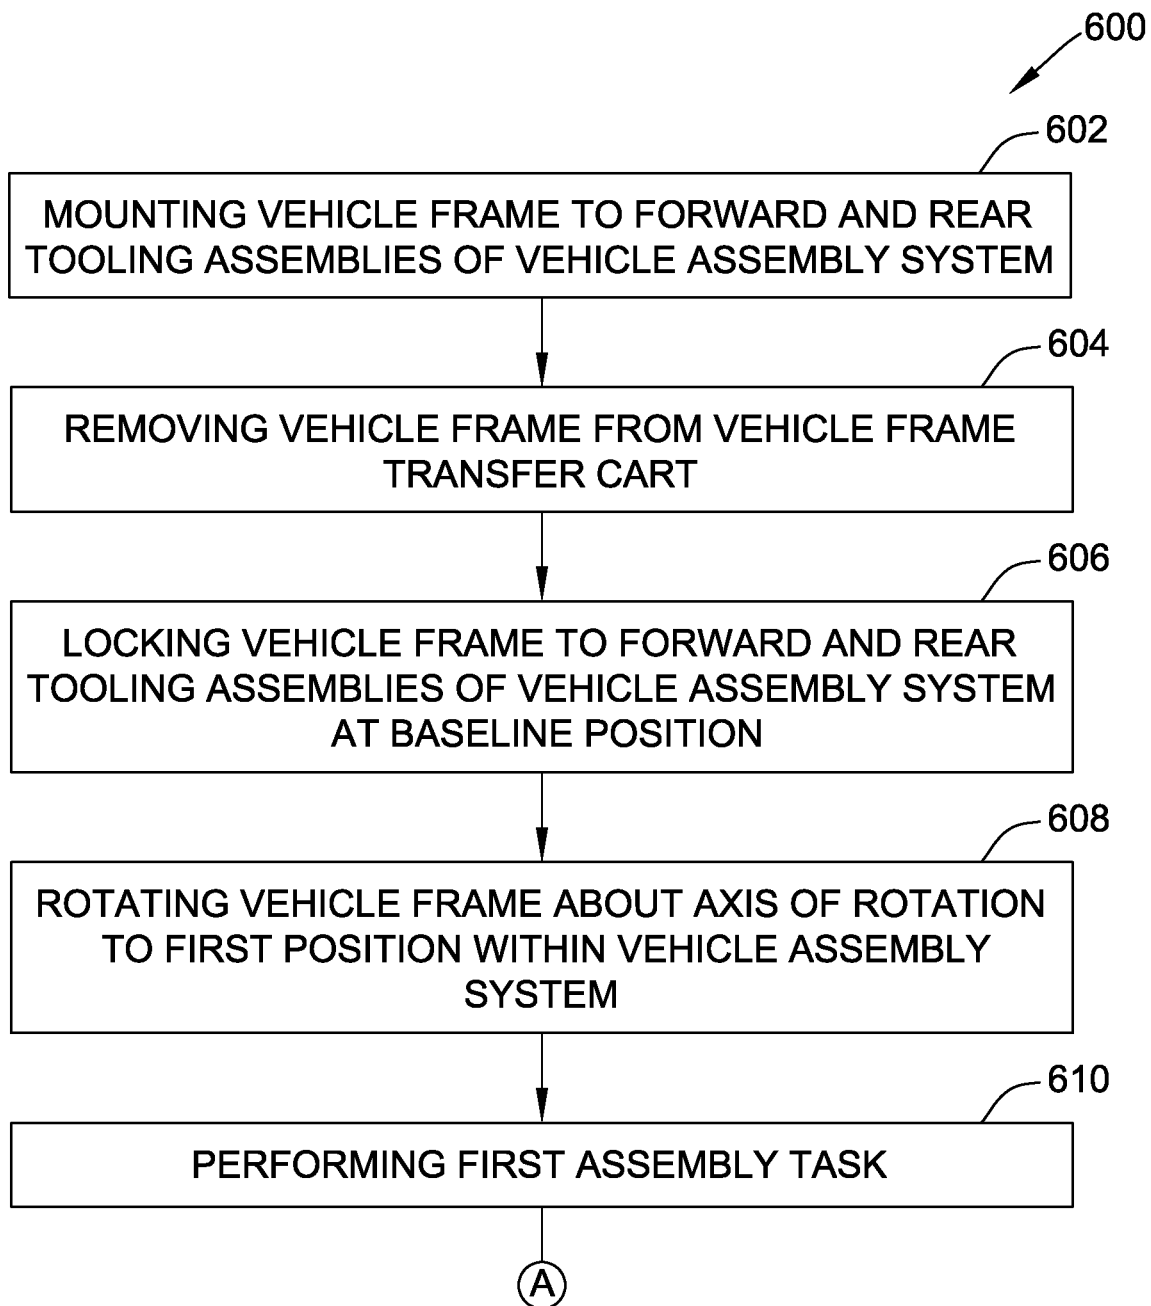 600
602
MOUNTING VEHICLE FRAME TO FORWARD AND REAR
TOOLING ASSEMBLIES OF VEHICLE ASSEMBLY SYSTEM
604
REMOVING VEHICLE FRAME FROM VEHICLE FRAME
TRANSFER CART
606
LOCKING VEHICLE FRAME TO FORWARD AND REAR
TOOLING ASSEMBLIES OF VEHICLE ASSEMBLY SYSTEM
AT BASELINE POSITION
608
ROTATING VEHICLE FRAME ABOUT AXIS OF ROTATION
TO FIRST POSITION WITHIN VEHICLE ASSEMBLY
SYSTEM
610
PERFORMING FIRST ASSEMBLY TASK
A